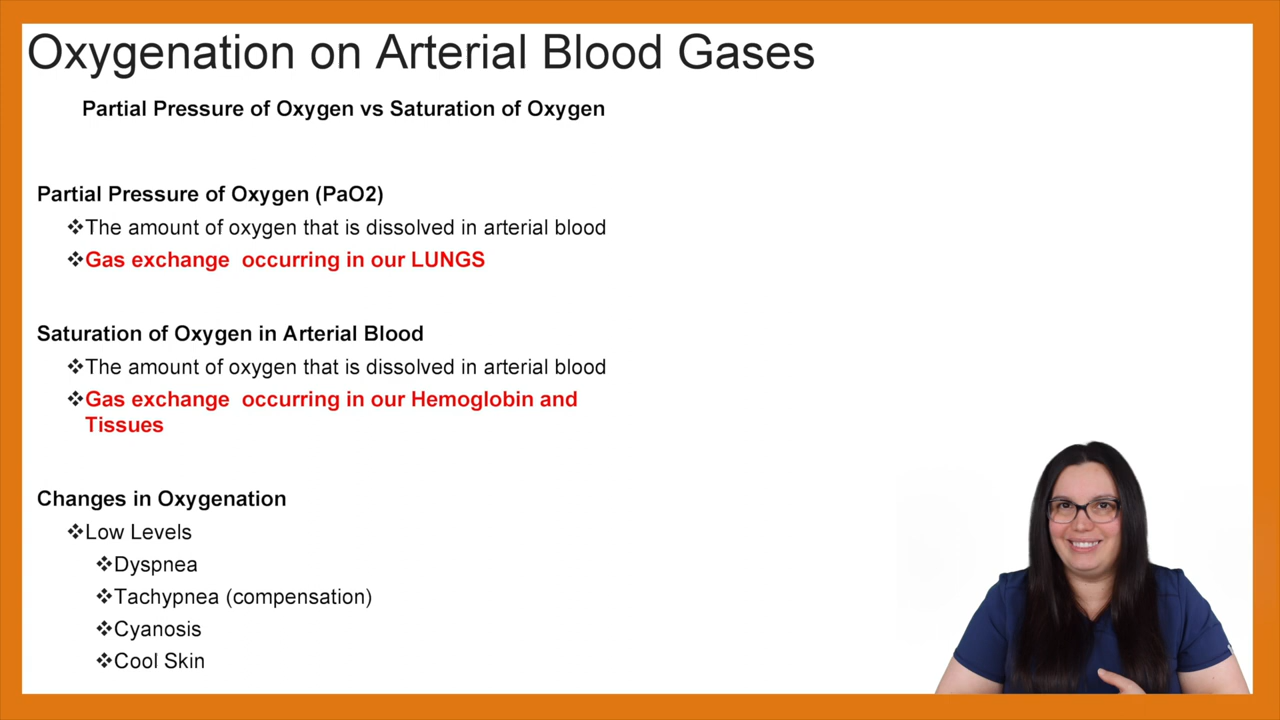 Oxygenation on Arterial Blood Gases
Partial Pressure of Oxygen vs Saturation of Oxygen
Partial Pressure of Oxygen (PaO2)
❖The amount of oxygen that is dissolved in arterial blood
❖Gas exchange  occurring in our LUNGS
Saturation of Oxygen in Arterial Blood
❖The amount of oxygen that is dissolved in arterial blood
❖Gas exchange  occurring in our Hemoglobin and
Tissues
Changes in Oxygenation
❖Low Levels
❖Dyspnea
❖Tachypnea (compensation)
❖Cyanosis
❖Cool Skin